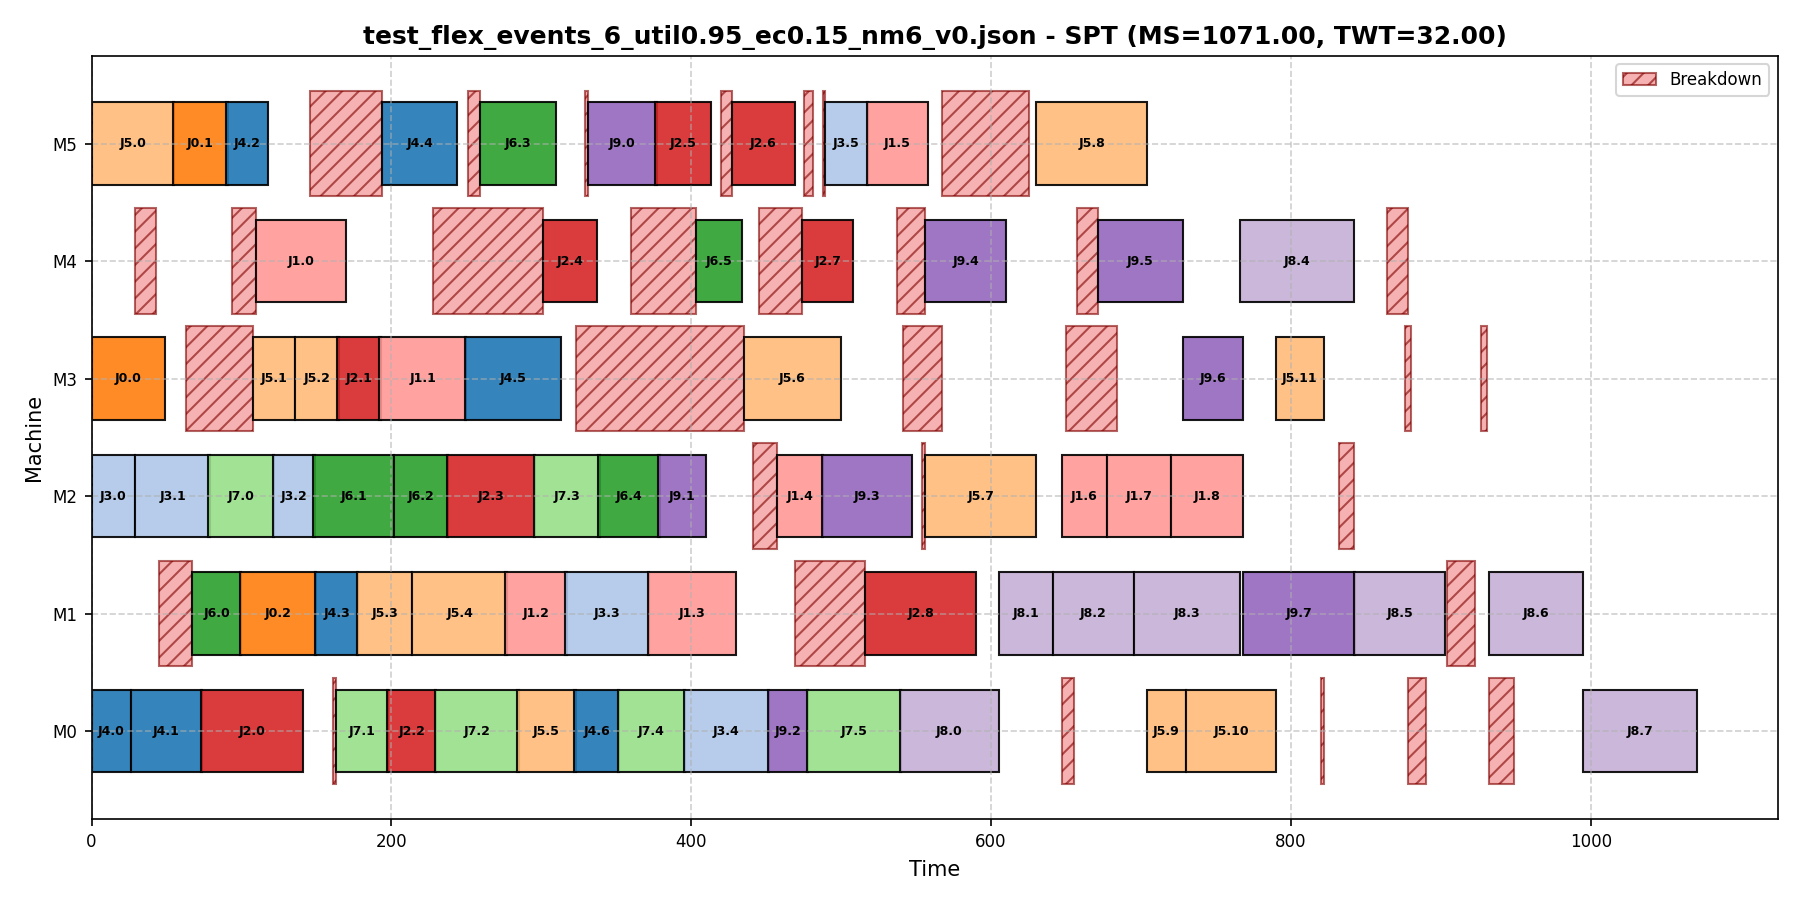 test_flex_events_6_util0.95_ec0.15_nm6_v0.json - SPT (MS=1071.00, TWT=32.00)
Breakdown
M5
J5.0 J0.1 J4.2 J4.4 J6.3 J9.0 J2.5 J2.6 J3.5 J1.5 J5.8
M4
J1.0 J2.4 J6.5 J2.7 J9.4 J9.5 J8.4
M3
J0.0 J5.1 J5.2 J2.1 J1.1 J4.5 J5.6 J9.6 J5.11
M2
J3.0 J3.1 J7.0 J3.2 J6.1 J6.2 J2.3 J7.3 J6.4 J9.1 J1.4 J9.3 J5.7 J1.6 J1.7 J1.8
M1
J6.0 J0.2 J4.3 J5.3 J5.4 J1.2 J3.3 J1.3 J2.8 J8.1 J8.2 J8.3 J9.7 J8.5 J8.6
M0
J4.0 J4.1 J2.0 J7.1 J2.2 J7.2 J5.5 J4.6 J7.4 J3.4 J9.2 J7.5 J8.0 J5.9 J5.10 J8.7
Machine
0 200 400 600 800 1000
Time